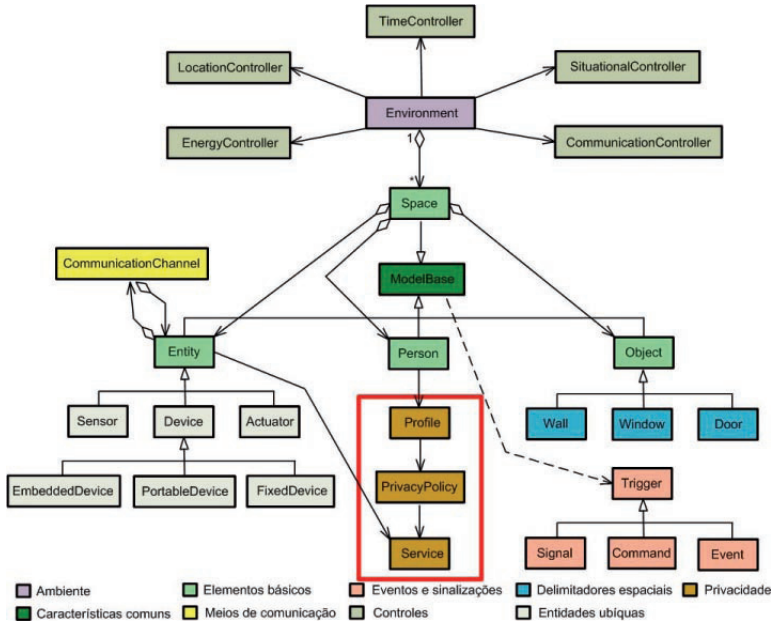 TimeController
LocationController
SituationalController
Environment
EnergyController
CommunicationController
1
*
Space
CommunicationChannel
ModelBase
Entity
Person
Object
Sensor
Device
Actuator
Profile
Wall
Window
Door
EmbeddedDevice
PortableDevice
FixedDevice
PrivacyPolicy
Trigger
Service
Signal
Command
Event
Ambiente
Elementos básicos
Eventos e sinalizações
Delimitadores espaciais
Privacidade
Características comuns
Meios de comunicação
Controles
Entidades ubíquas